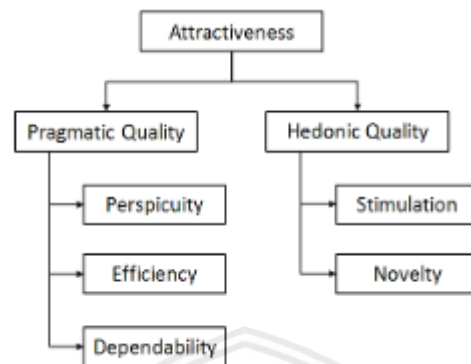 Attractiveness
Pragmatic Quality
Hedonic Quality
Perspicuity
Stimulation
Efficiency
Novelty
Dependability